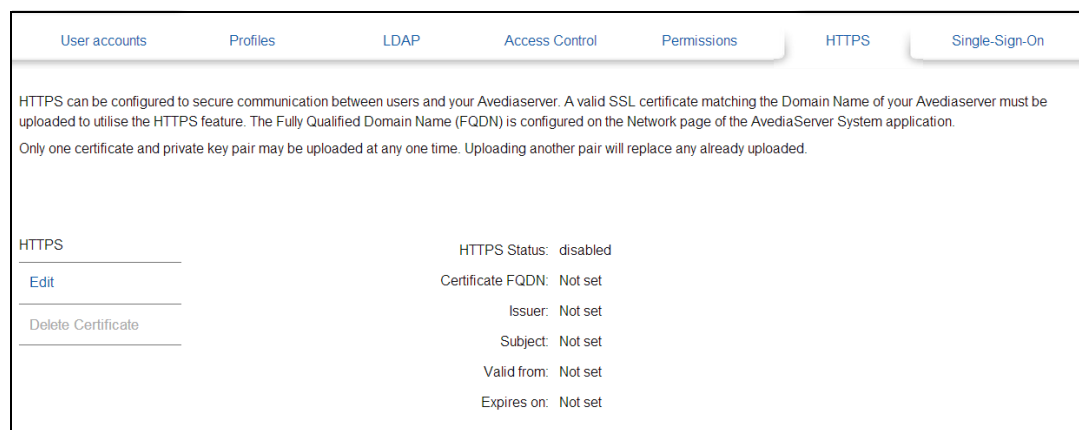 User accounts Profiles LDAP Access Control Permissions HTTPS Single-Sign-On
HTTPS can be configured to secure communication between users and your Avediaserver. A valid SSL certificate matching the Domain Name of your Avediaserver must be
uploaded to utilise the HTTPS feature. The Fully Qualified Domain Name (FQDN) is configured on the Network page of the AvediaServer System application.
Only one certificate and private key pair may be uploaded at any one time. Uploading another pair will replace any already uploaded.
HTTPS
Edit
Delete Certificate
HTTPS Status: disabled
Certificate FQDN: Not set
Issuer: Not set
Subject: Not set
Valid from: Not set
Expires on: Not set